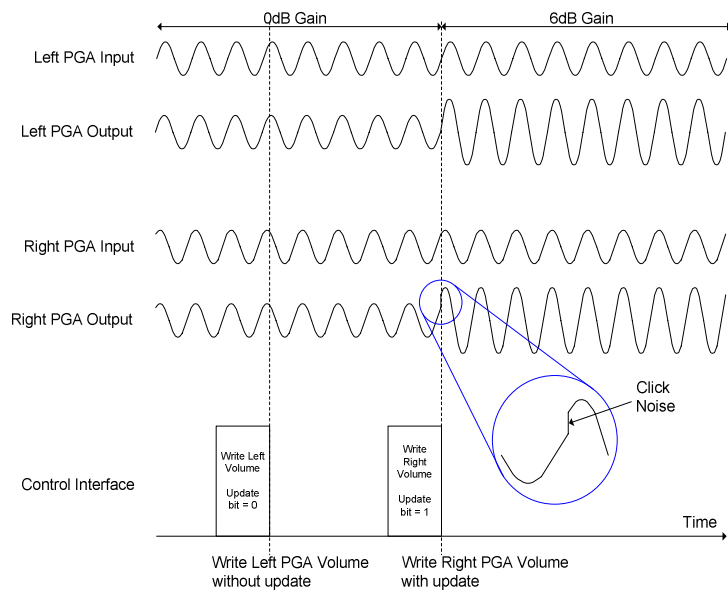 0dB Gain
6dB Gain
Left PGA Input
Left PGA Output
Right PGA Input
Right PGA Output
Click
Noise
Control Interface
Write Left
Volume
Update
bit = 0
Write
Right
Volume
Update
bit = 1
Time
Write Left PGA Volume
without update
Write Right PGA Volume
with update